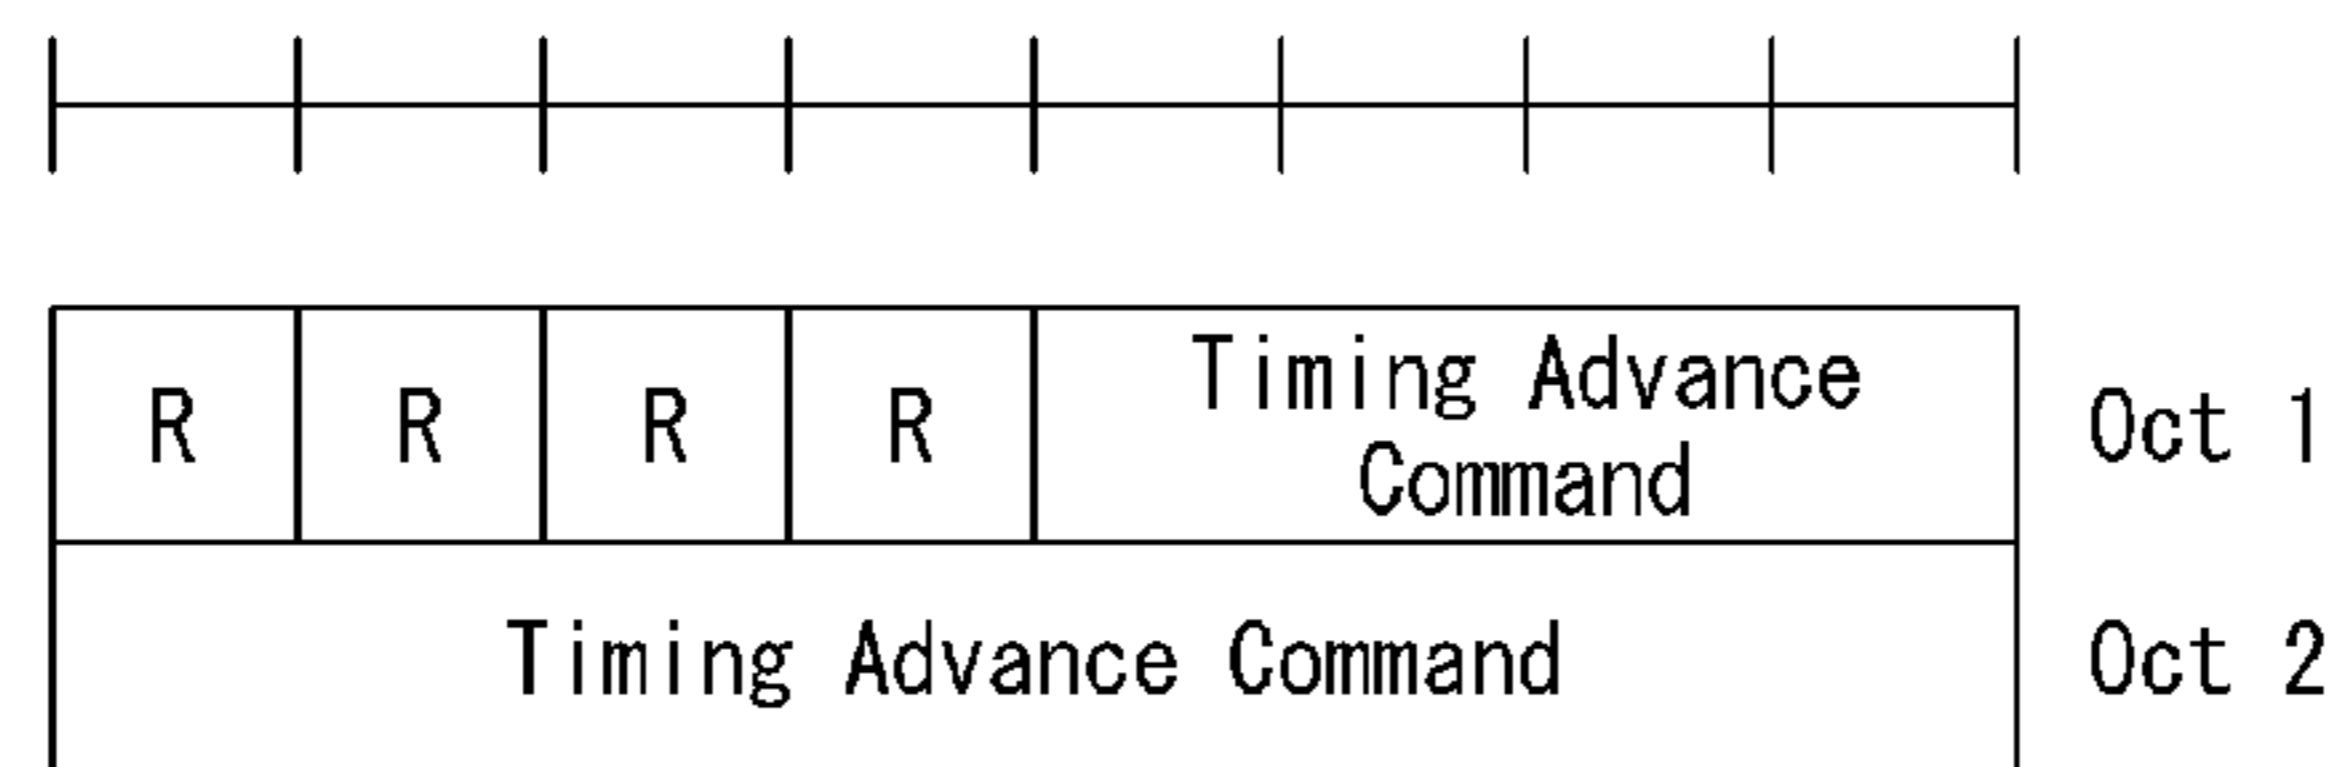 R R R R Timing Advance Command Oct 1
Timing Advance Command Oct 2